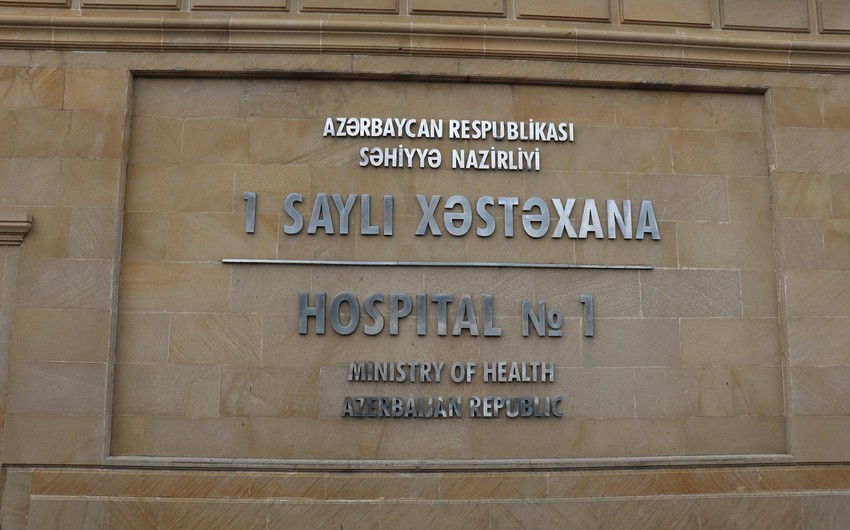 AZƏRBAYCAN RESPUBLİKASI
SƏHİYYƏ NAZİRLİYİ
1 SAYLI XƏSTƏXANA
HOSPITAL № 1
MINISTRY OF HEALTH
AZERBAIJAN REPUBLIC